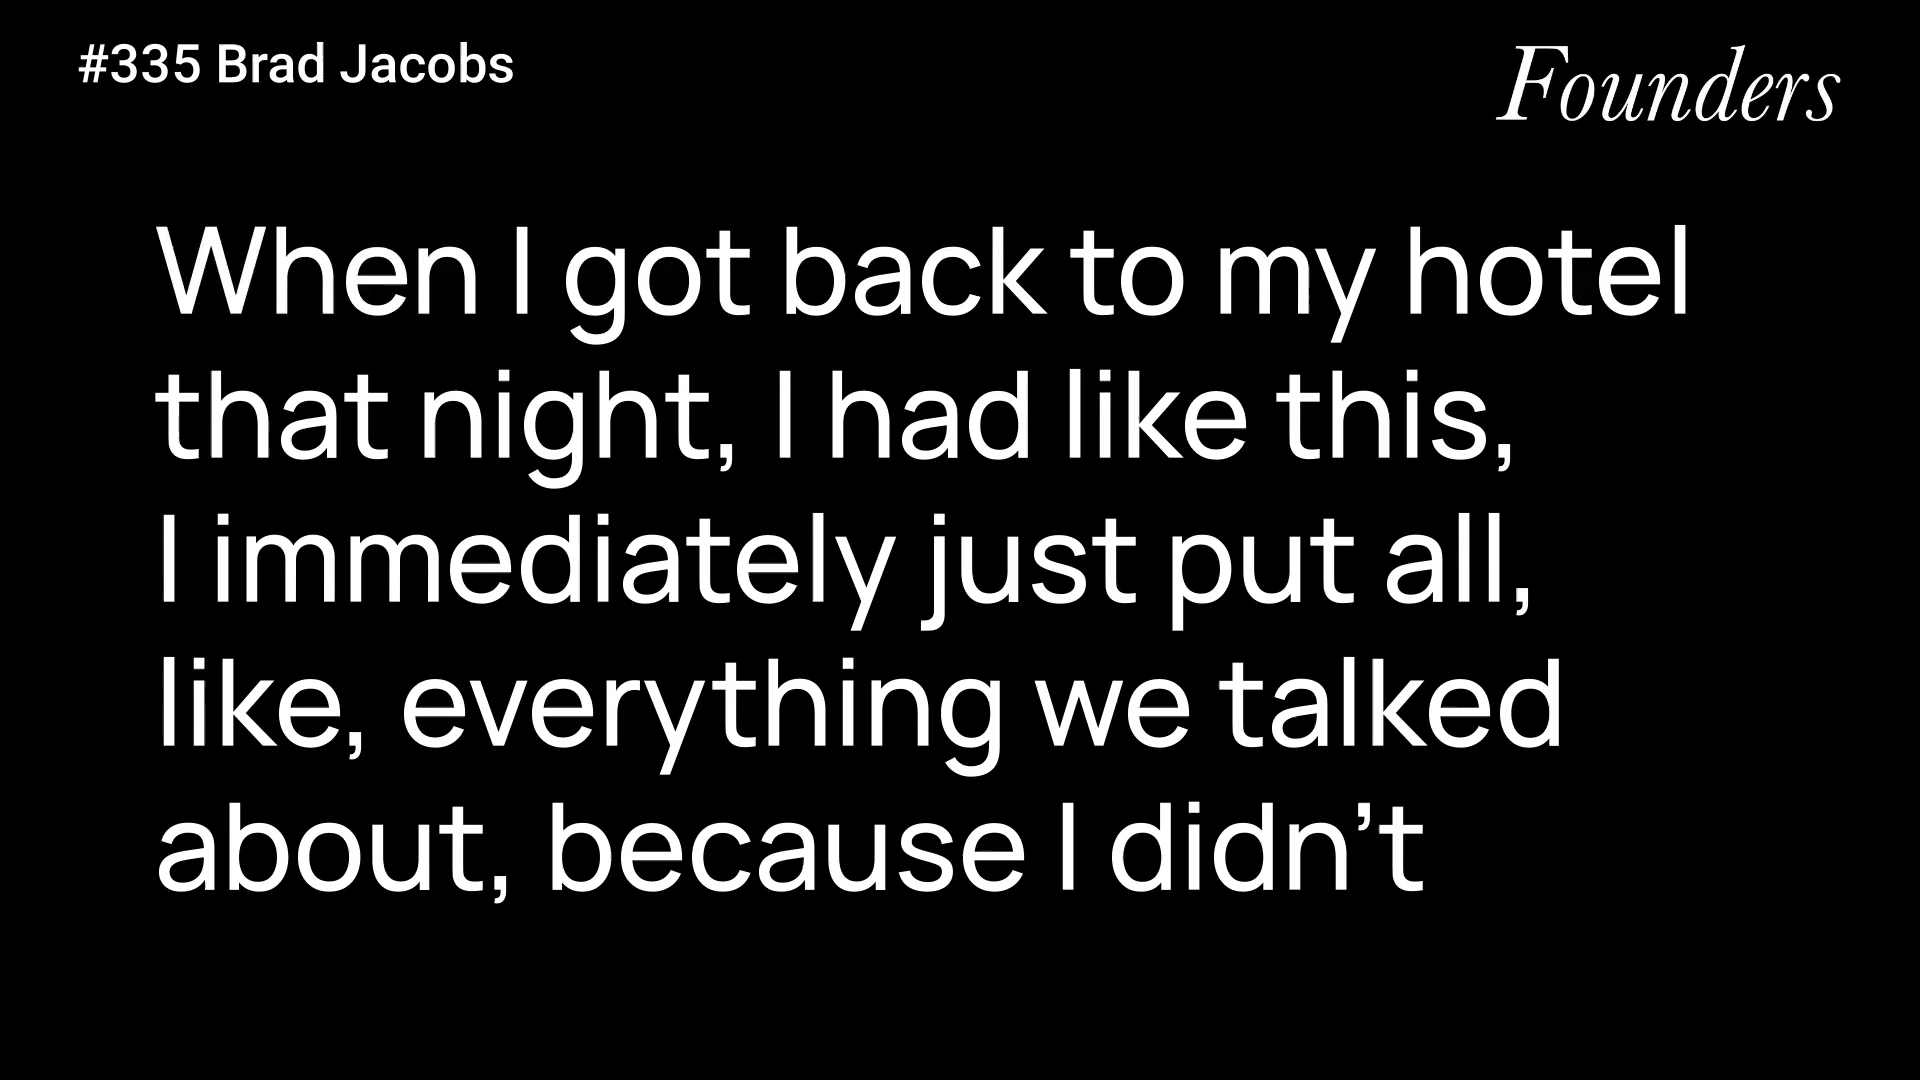 #335 Brad Jacobs
Founders
When I got back to my hotel
that night, I had like this,
I immediately just put all,
like, everything we talked
about, because I didn’t